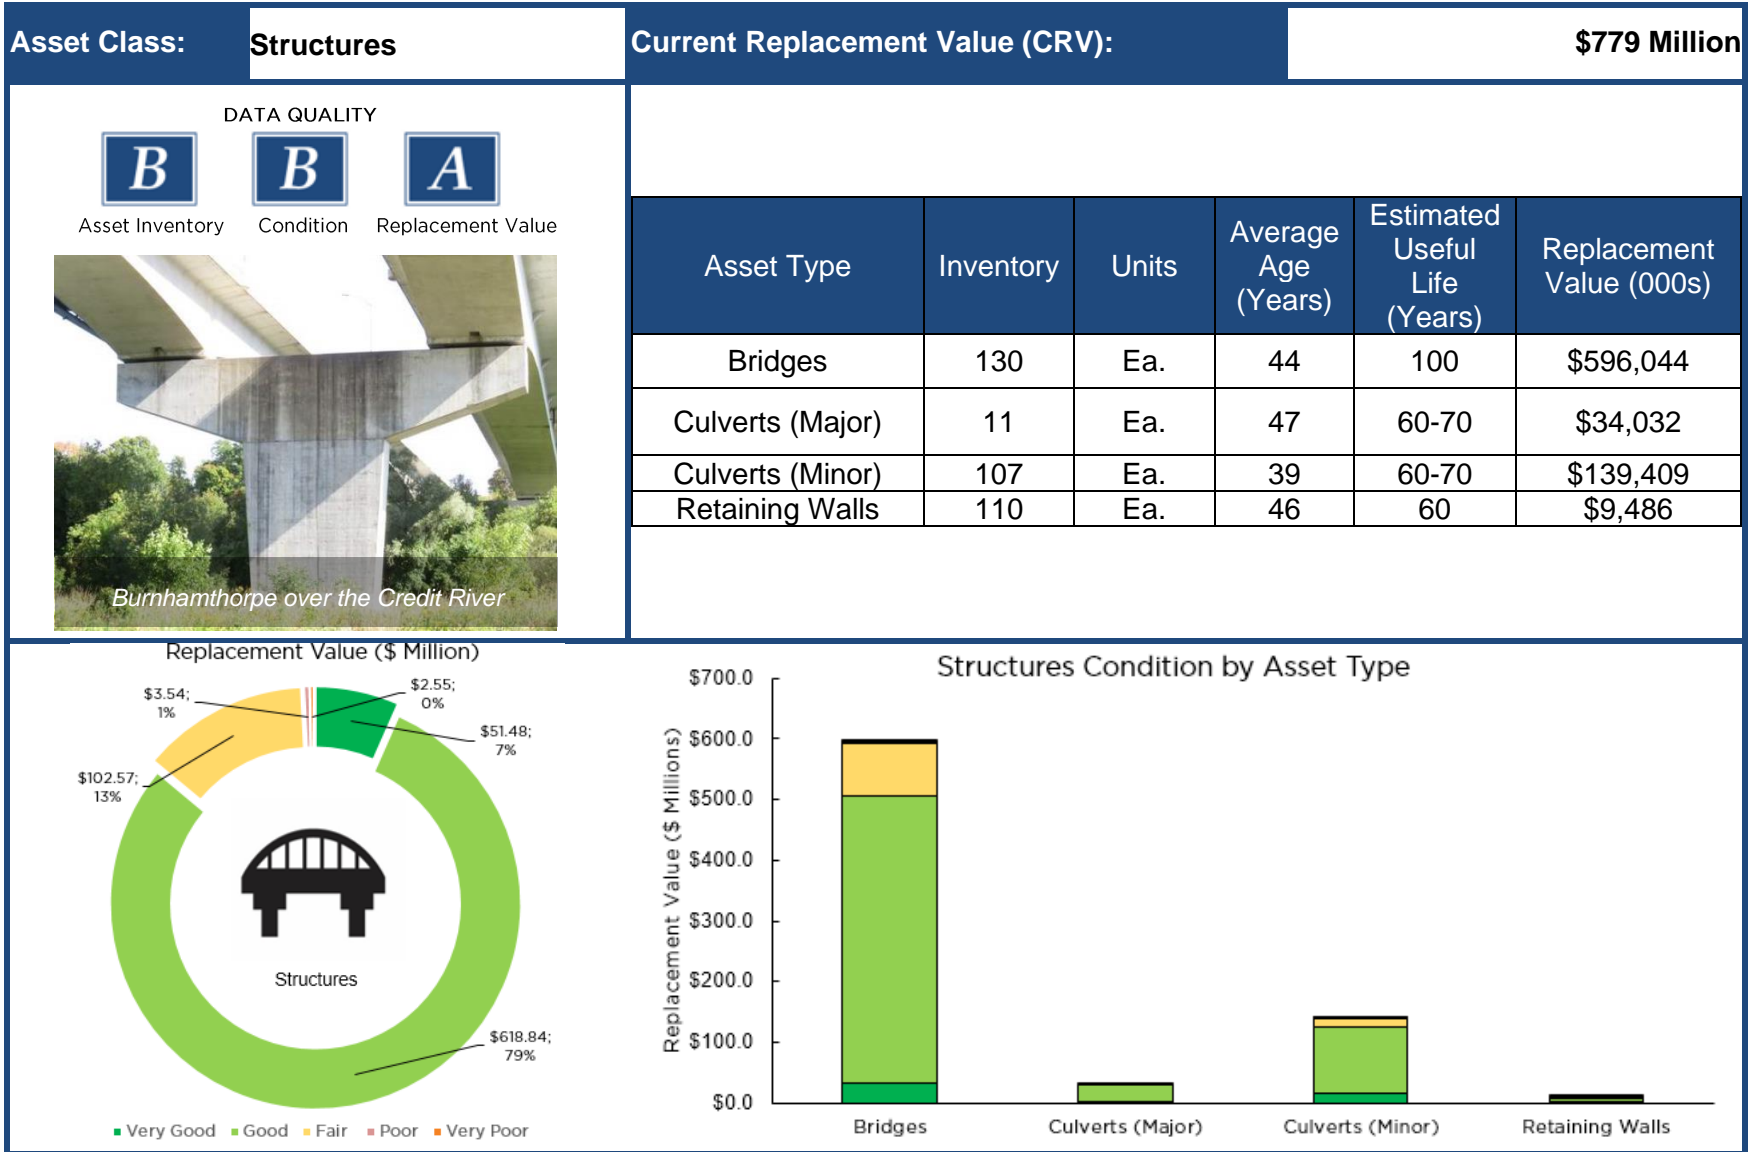 Asset Class:
Structures
Current Replacement Value (CRV):
$779 Million
DATA QUALITY
B
B
A
Asset Inventory
Condition
Replacement Value
Burnhamthorpe over the Credit River
Asset Type
Inventory
Units
Average
Age
(Years)
Estimated
Useful
Life
(Years)
Replacement
Value (000s)
Bridges 130 Ea. 44 100 $596,044
Culverts (Major) 11 Ea. 47 60-70 $34,032
Culverts (Minor) 107 Ea. 39 60-70 $139,409
Retaining Walls 110 Ea. 46 60 $9,486
Replacement Value ($ Million)
$3.54;
1%
$2.55;
0%
$51.48;
7%
$102.57;
13%
Structures
$618.84;
79%
Very Good Good Fair Poor Very Poor
Structures Condition by Asset Type
Replacement Value ($ Millions)
$700.0
$600.0
$500.0
$400.0
$300.0
$200.0
$100.0
$0.0
Bridges
Culverts (Major)
Culverts (Minor)
Retaining Walls